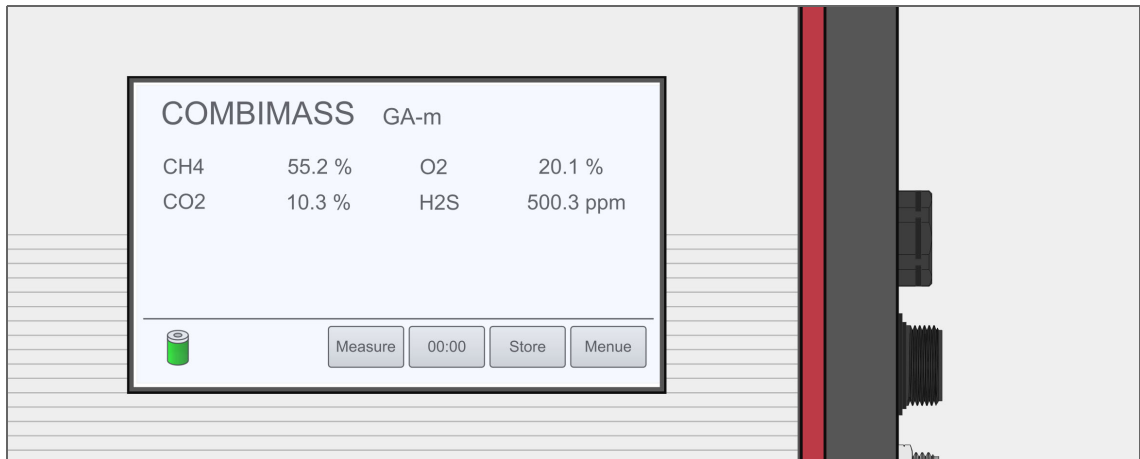 COMBIMASS GA-m
CH4 55.2 % O2 20.1 %
CO2 10.3 % H2S 500.3 ppm
Measure 00:00 Store Menue